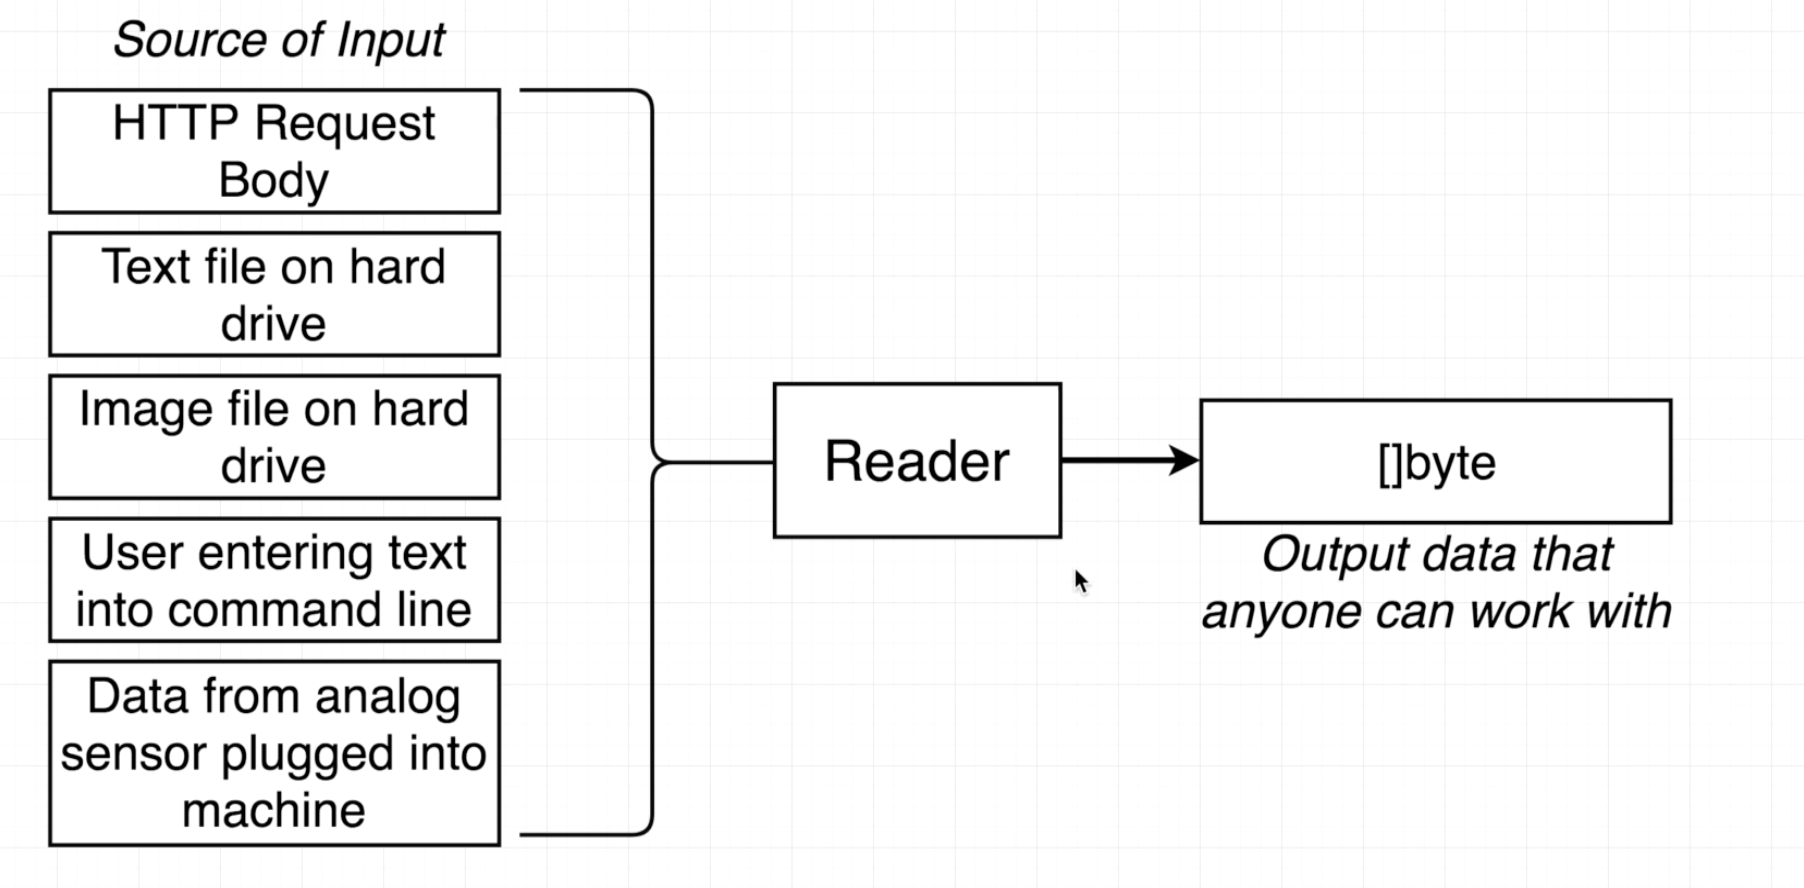 Source of Input
HTTP Request
Body
Text file on hard
drive
Image file on hard
drive
User entering text
into command line
Data from analog
sensor plugged into
machine
Reader
[]byte
Output data that
anyone can work with